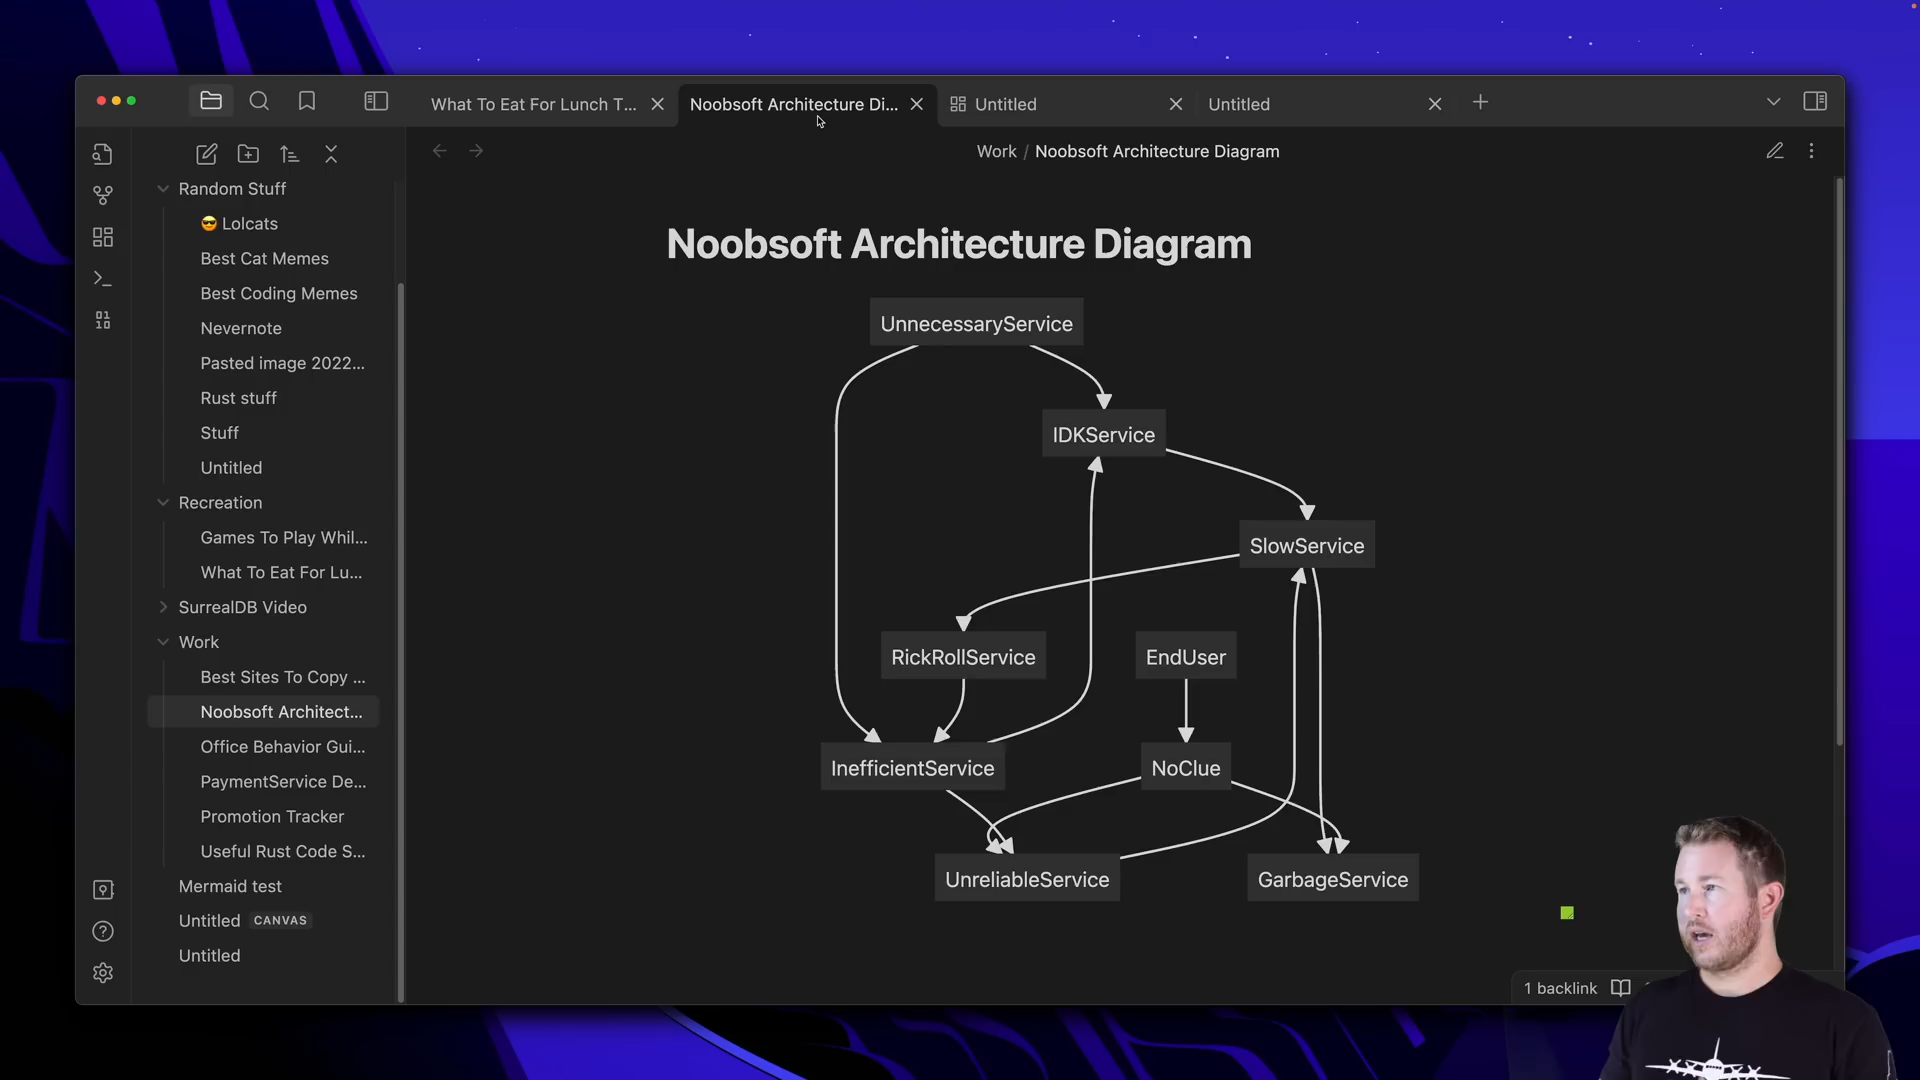 What To Eat For Lunch T...
Noobsoft Architecture Di...
Untitled
Untitled
Work / Noobsoft Architecture Diagram
Random Stuff
😎 Lolcats
Best Cat Memes
Best Coding Memes
Nevernote
Pasted image 2022...
Rust stuff
Stuff
Untitled
Recreation
Games To Play Whil...
What To Eat For Lu...
SurrealDB Video
Work
Best Sites To Copy ...
Noobsoft Architect...
Office Behavior Gui...
PaymentService De...
Promotion Tracker
Useful Rust Code S...
Mermaid test
Untitled CANVAS
Untitled
Noobsoft Architecture Diagram
UnnecessaryService
IDKService
SlowService
RickRollService
EndUser
InefficientService
NoClue
UnreliableService
GarbageService
1 backlink